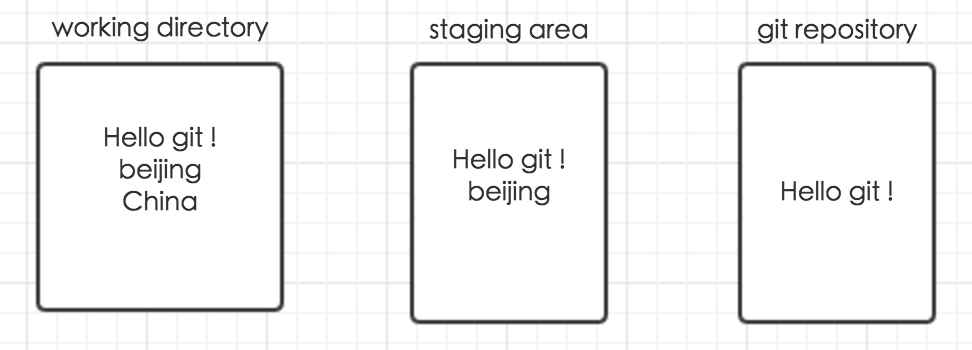 working directory
staging area
git repository
Hello git !
beijing
China
Hello git !
beijing
Hello git !